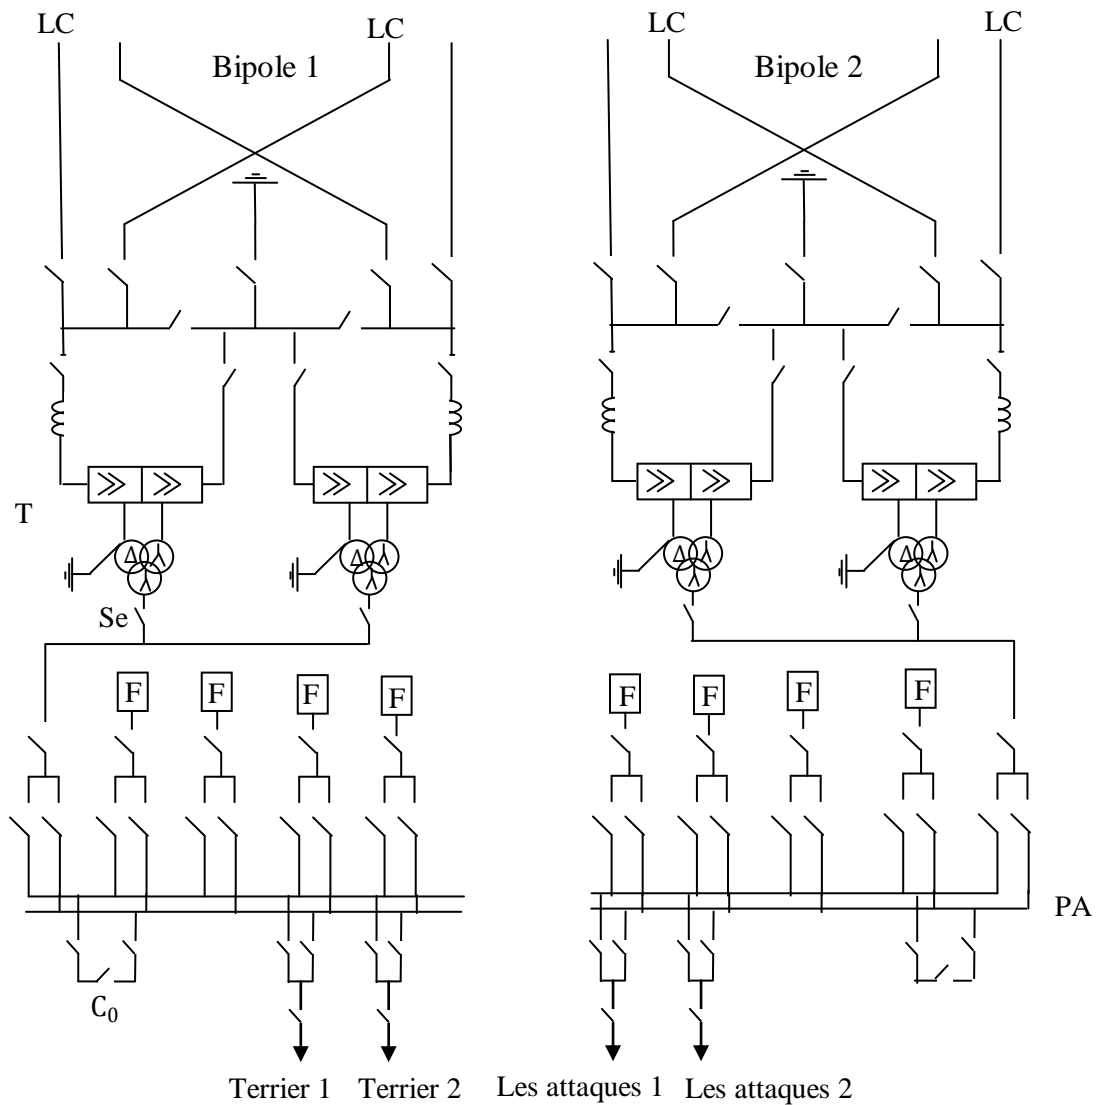 LC
LC
LC
LC
Bipole 1
Bipole 2
T
Δ
Δ
Δ
Δ
Se
F
F
F
F
F
F
F
F
PA
C₀
Terrier 1
Terrier 2
Les attaques 1
Les attaques 2